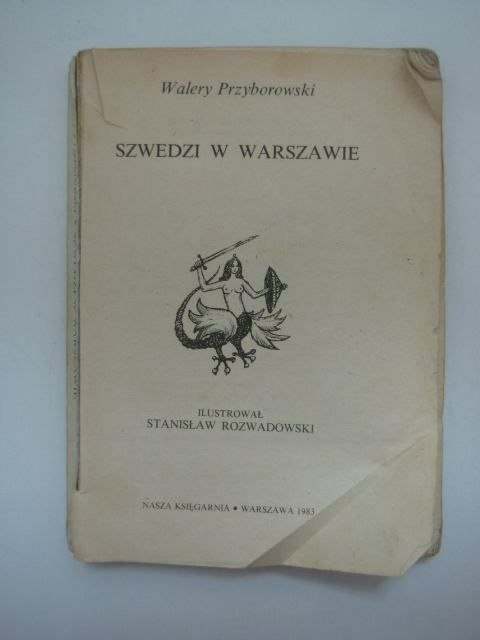 Walery Przyborowski
SZWEDZI W WARSZAWIE
ILUSTROWAŁ
STANISŁAW ROZWADOWSKI
NASZA KSIĘGARNIA • WARSZAWA 1983